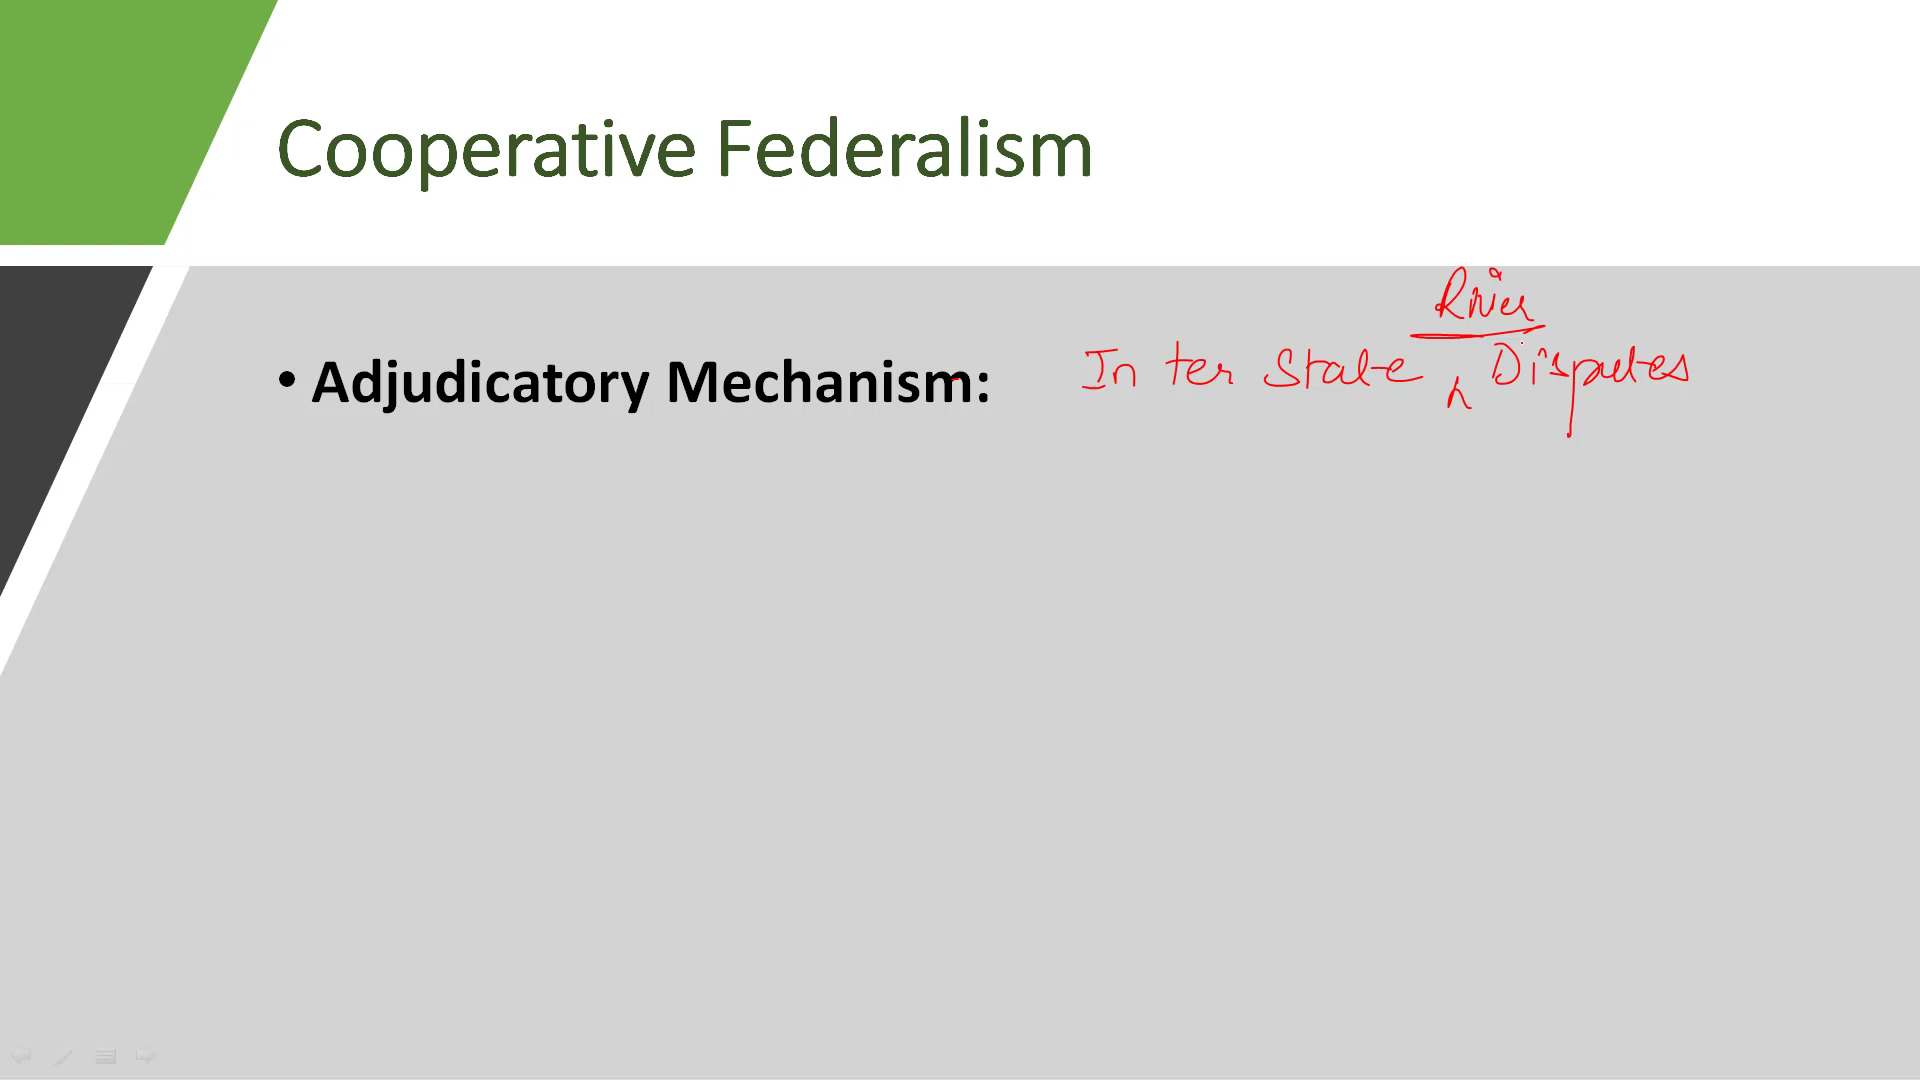 Cooperative Federalism
River
• Adjudicatory Mechanism: Inter State Disputes